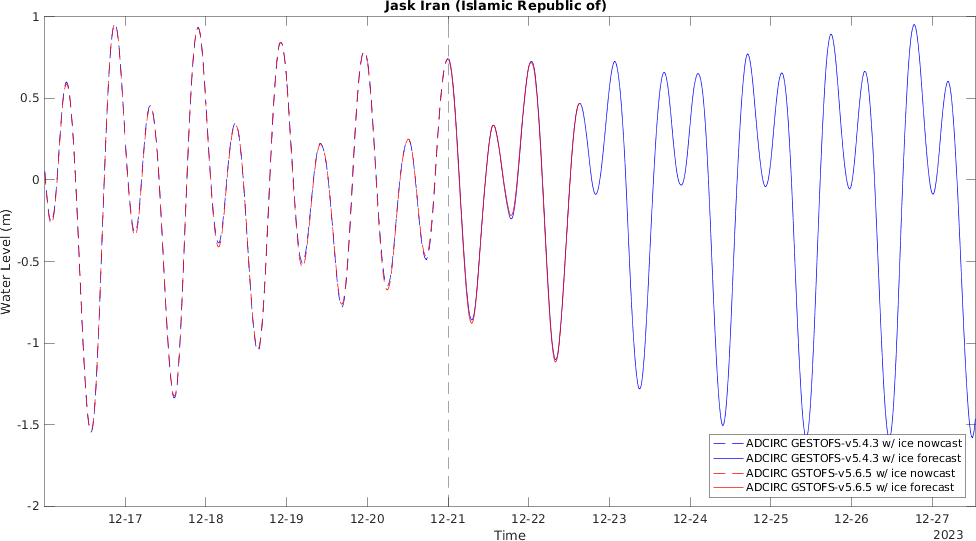 Jask Iran (Islamic Republic of)
1
0.5
0
-0.5
-1
-1.5
-2
Water Level (m)
ADCIRC GESTOFS-v5.4.3 w/ ice nowcast
ADCIRC GESTOFS-v5.4.3 w/ ice forecast
ADCIRC GSTOFS-v5.6.5 w/ ice nowcast
ADCIRC GSTOFS-v5.6.5 w/ ice forecast
12-17 12-18 12-19 12-20 12-21 12-22 12-23 12-24 12-25 12-26 12-27
Time
2023